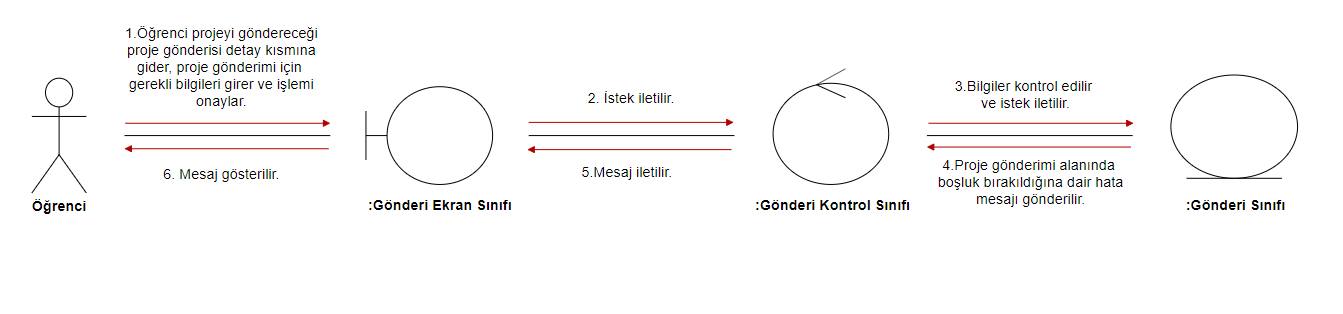 1.Öğrenci projeyi göndereceği
proje gönderisi detay kısmına
gider, proje gönderimi için
gerekli bilgileri girer ve işlemi
onaylar.
6. Mesaj gösterilir.
Öğrenci
:Gönderi Ekran Sınıfı
2. İstek iletilir.
5.Mesaj iletilir.
:Gönderi Kontrol Sınıfı
3.Bilgiler kontrol edilir
ve istek iletilir.
4.Proje gönderimi alanında
boşluk bırakıldığına dair hata
mesajı gönderilir.
:Gönderi Sınıfı